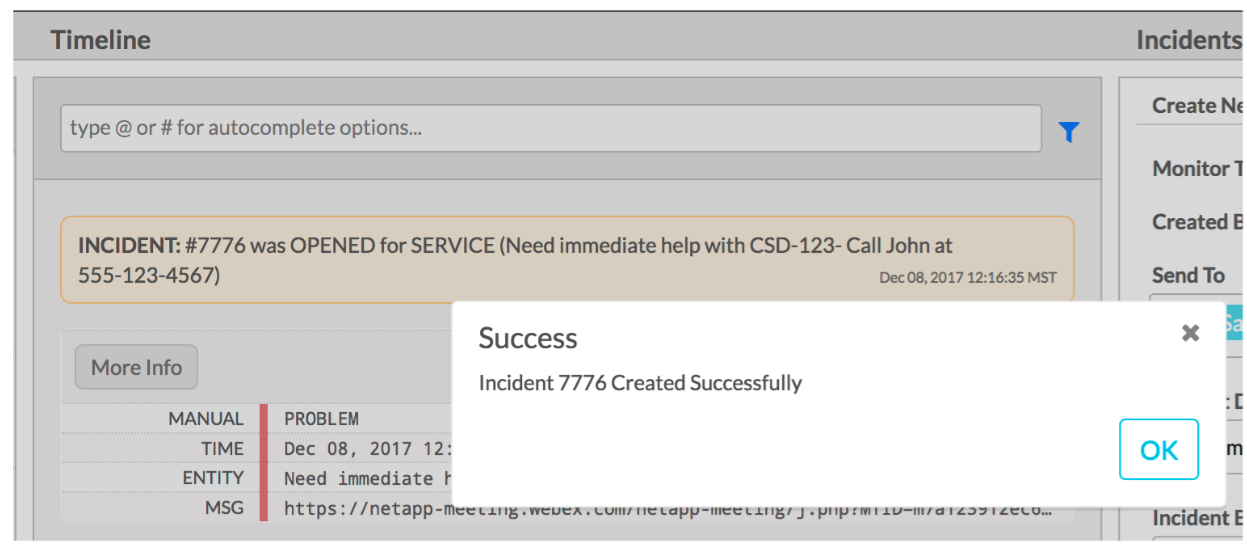 Timeline
Incidents
Create Ne
type @ or # for autocomplete options...
Monitor T
Created B
INCIDENT: #7776 was OPENED for SERVICE (Need immediate help with CSD-123- Call John at
555-123-4567)
Dec 08, 2017 12:16:35 MST
Send To
Success
Incident 7776 Created Successfully
OK
More Info
MANUAL PROBLEM
TIME Dec 08, 2017 12:
ENTITY Need immediate h
MSG https://netapp-meeting.webex.com/netapp-meeting/j.php?MTID=m7a123912ec6…
Incident E